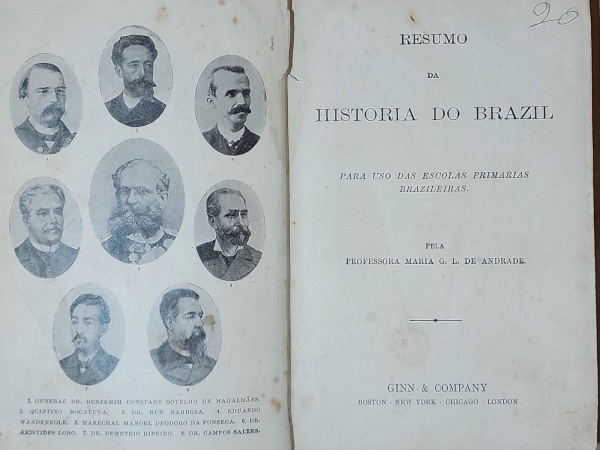 1. GENERAL DR. BENJAMIM CONSTANT BOTELHO DE MAGALHÃES.
2. QUINTINO BOCAYUVA. 3. DR. RUY BARBOZA. 4. EDUARDO
WANDENKOLK. 5. MARECHAL MANOEL DEODORO DA FONSECA. 6. DR.
ARISTIDES LOBO. 7. DR. DEMETRIO RIBEIRO. 8. DR. CAMPOS SALLES.
20
RESUMO
DA
HISTORIA DO BRAZIL
PARA USO DAS ESCOLAS PRIMARIAS
BRAZILEIRAS.
PELA
PROFESSORA MARIA G. L. DE ANDRADE.
GINN & COMPANY
BOSTON · NEW YORK · CHICAGO · LONDON